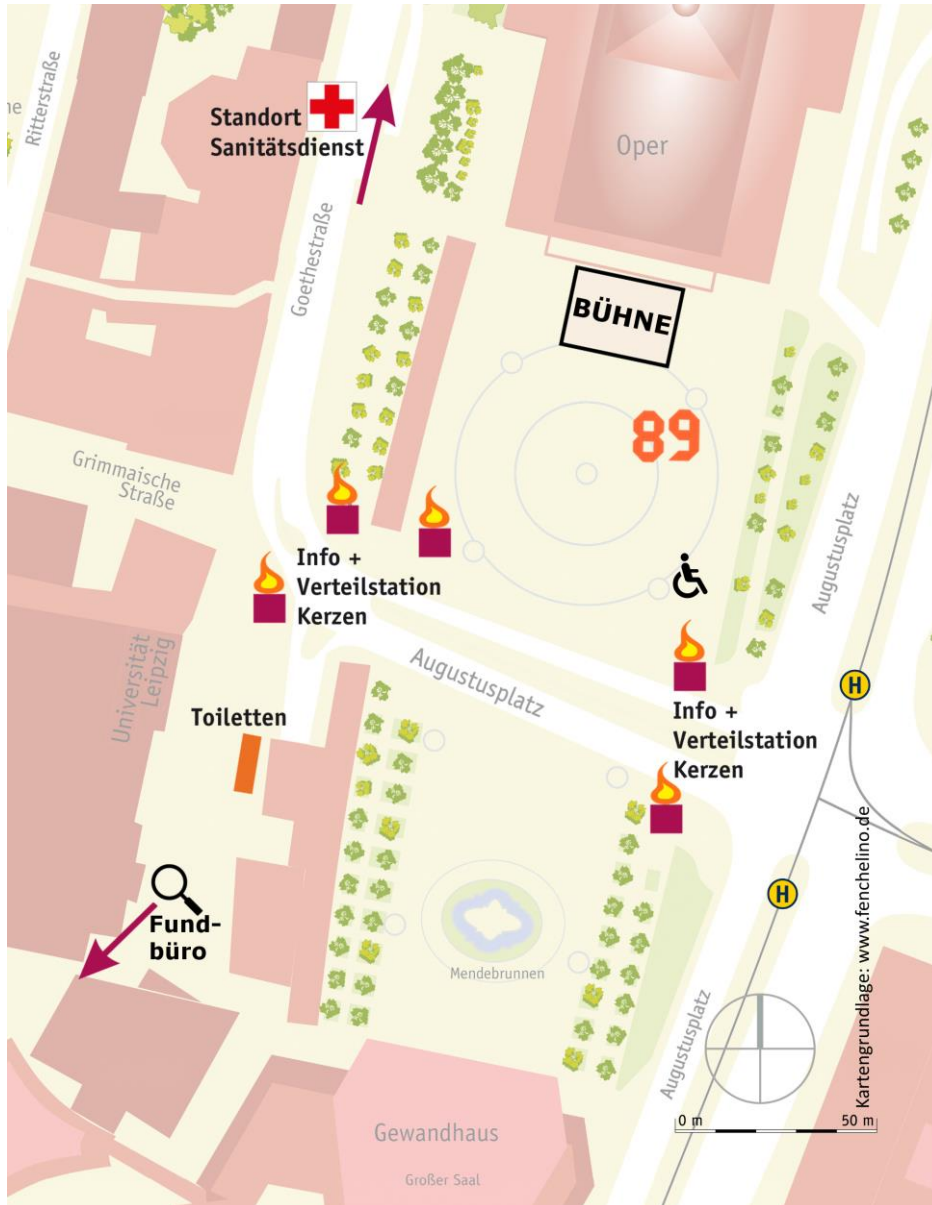 Ritterstraße
ne
Standort
Sanitätsdienst
Oper
Goethestraße
BÜHNE
89
Grimmaische
Straße
Augustusplatz
Info +
Verteilstation
Kerzen
Universität
Leipzig
Augustusplatz
H
Toiletten
Info +
Verteilstation
Kerzen
H
Fund-
büro
Mendebrunnen
Augustusplatz
Kartengrundlage: www.fenchelino.de
0 m 50 m
Gewandhaus
Großer Saal